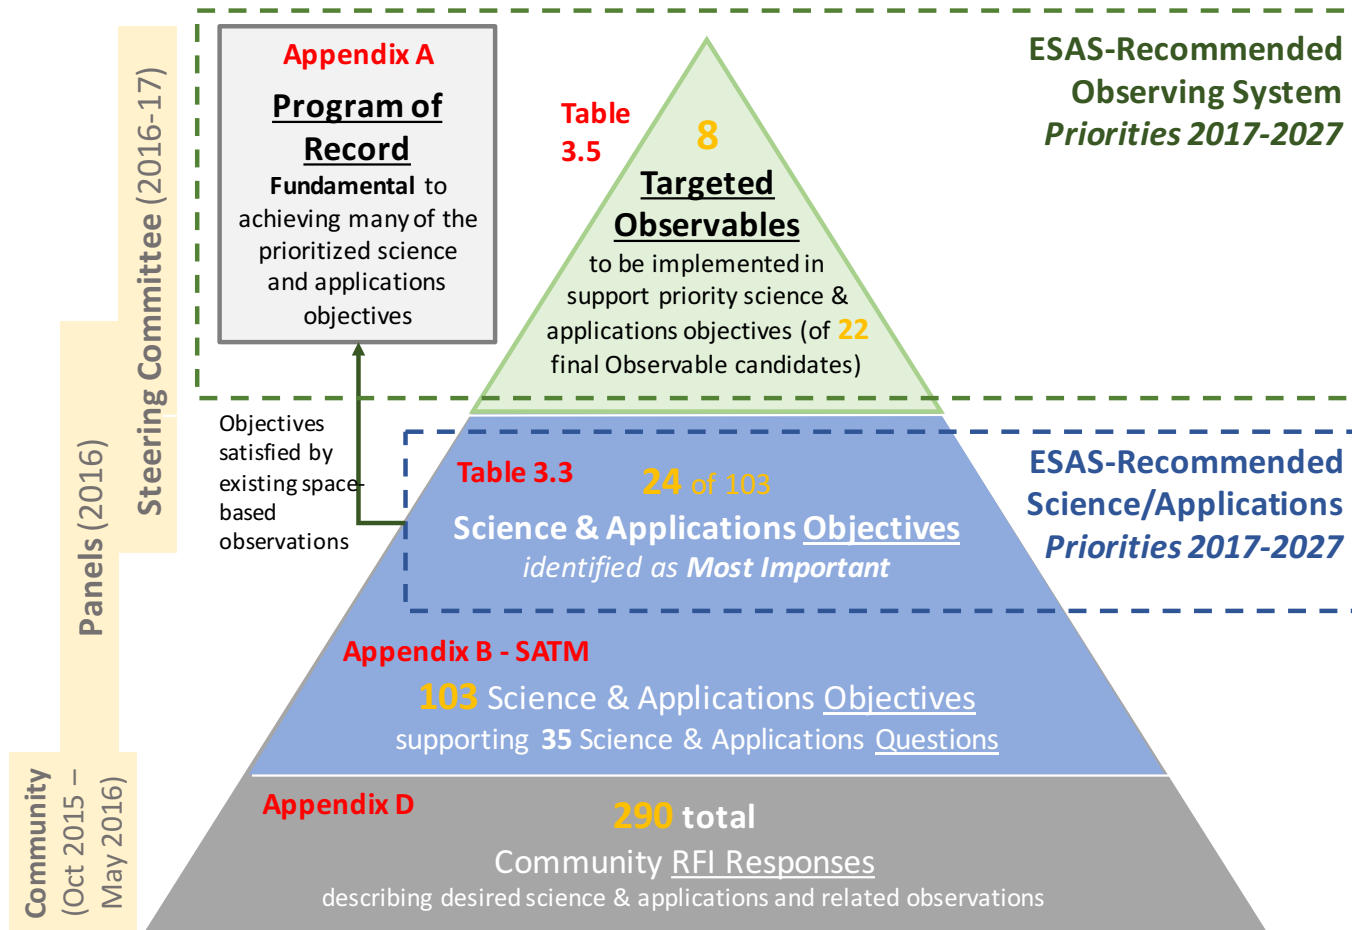 Appendix A
Program of
Record
Fundamental to
achieving many of the
prioritized science
and applications
objectives
Table
3.5
8
Targeted
Observables
to be implemented in
support priority science &
applications objectives (of 22
final Observable candidates)
ESAS-Recommended
Observing System
Priorities 2017-2027
Steering Committee (2016-17)
Panels (2016)
Community
(Oct 2015 –
May 2016)
Objectives
satisfied by
existing space-
based
observations
Table 3.3
24 of 103
Science & Applications Objectives
identified as Most Important
ESAS-Recommended
Science/Applications
Priorities 2017-2027
Appendix B - SATM
103 Science & Applications Objectives
supporting 35 Science & Applications Questions
Appendix D
290 total
Community RFI Responses
describing desired science & applications and related observations